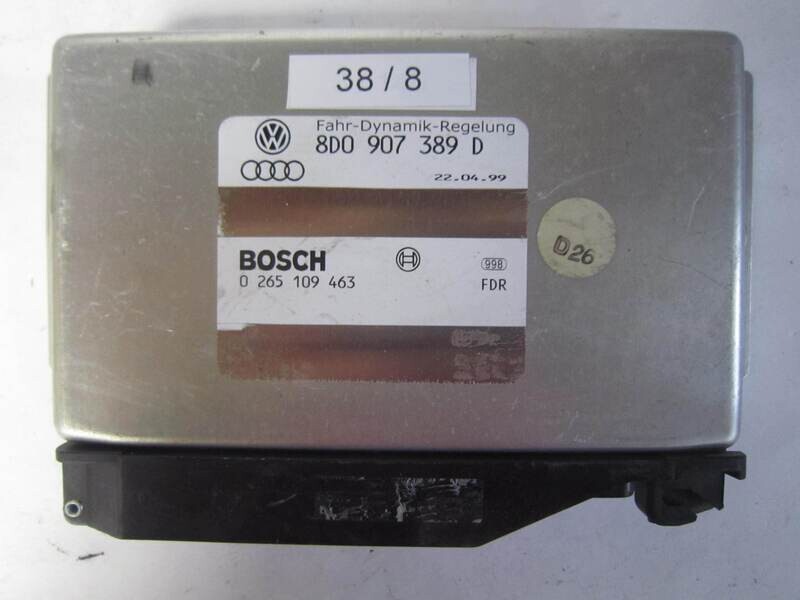 38 / 8
Fahr-Dynamik-Regelung
8D0 907 389 D
22.04.99
BOSCH
0 265 109 463
998
FDR
D26